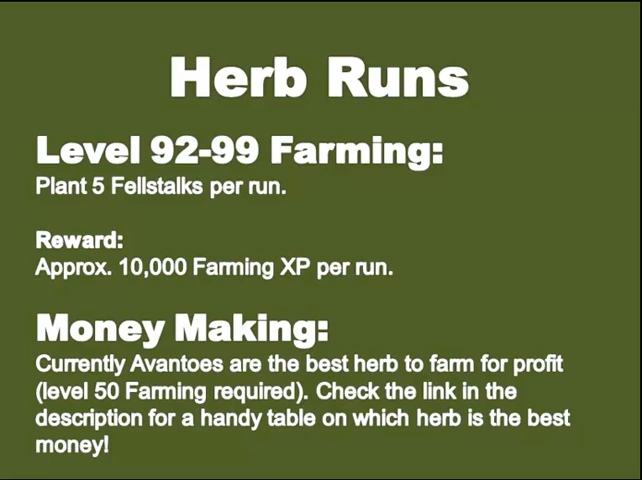 Herb Runs
Level 92-99 Farming:
Plant 5 Fellstalks per run.
Reward:
Approx. 10,000 Farming XP per run.
Money Making:
Currently Avantoes are the best herb to farm for profit
(level 50 Farming required). Check the link in the
description for a handy table on which herb is the best
money!